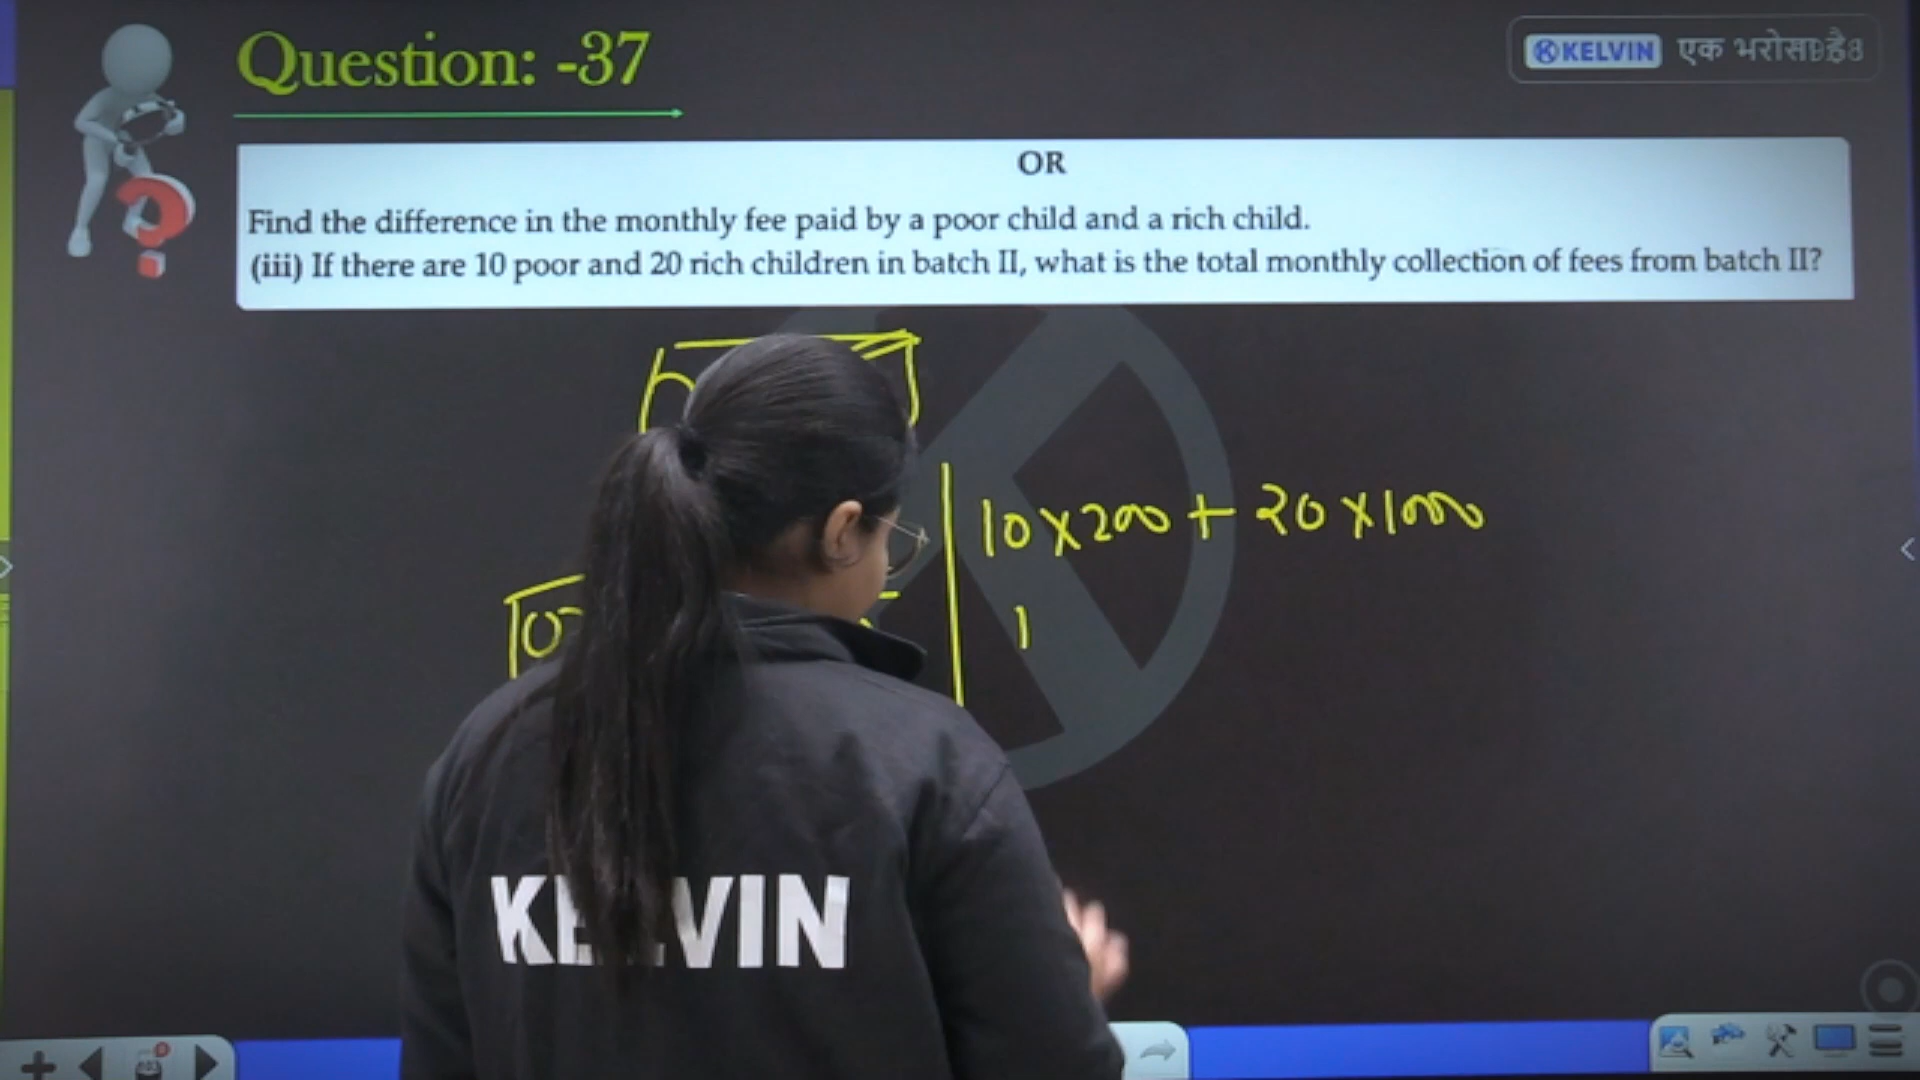 Question: -37
KELVIN एक भरोसा है
OR
Find the difference in the monthly fee paid by a poor child and a rich child.
(iii) If there are 10 poor and 20 rich children in batch II, what is the total monthly collection of fees from batch II?
10 x 200 + 20 x 1000
1
KELVIN